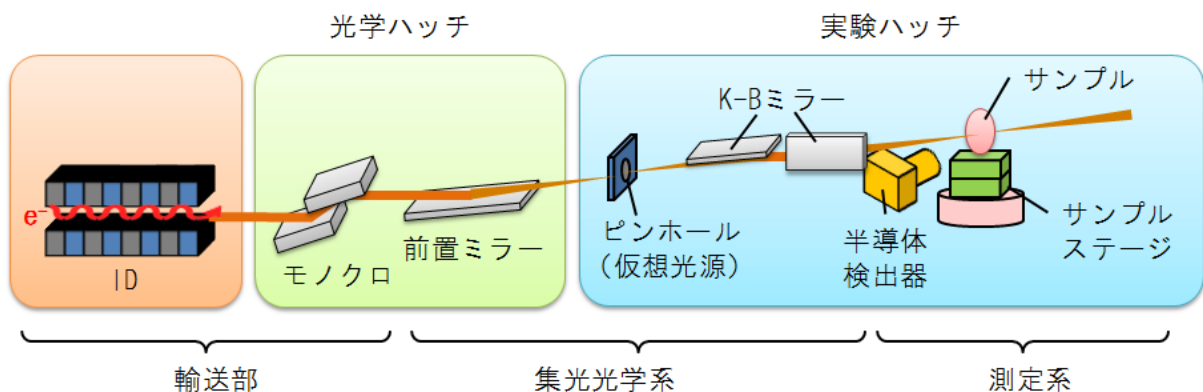 光学ハッチ
実験ハッチ
サンプル
K-Bミラー
e⁻
ID
モノクロ
前置ミラー
ピンホール
(仮想光源)
半導体
検出器
サンプル
ステージ
輸送部
集光光学系
測定系